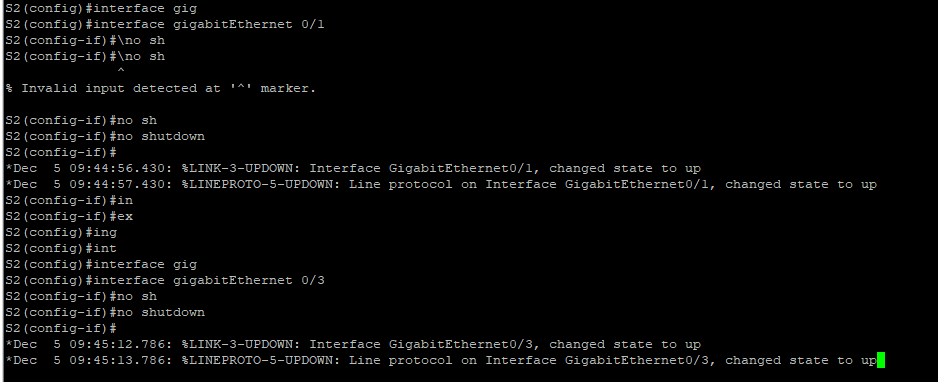 S2(config)#interface gig
S2(config)#interface gigabitEthernet 0/1
S2(config-if)#\no sh
S2(config-if)#\no sh
^
% Invalid input detected at '^' marker.
S2(config-if)#no sh
S2(config-if)#no shutdown
S2(config-if)#
*Dec  5 09:44:56.430: %LINK-3-UPDOWN: Interface GigabitEthernet0/1, changed state to up
*Dec  5 09:44:57.430: %LINEPROTO-5-UPDOWN: Line protocol on Interface GigabitEthernet0/1, changed state to up
S2(config-if)#in
S2(config-if)#ex
S2(config)#ing
S2(config)#int
S2(config)#interface gig
S2(config)#interface gigabitEthernet 0/3
S2(config-if)#no sh
S2(config-if)#no shutdown
S2(config-if)#
*Dec  5 09:45:12.786: %LINK-3-UPDOWN: Interface GigabitEthernet0/3, changed state to up
*Dec  5 09:45:13.786: %LINEPROTO-5-UPDOWN: Line protocol on Interface GigabitEthernet0/3, changed state to up